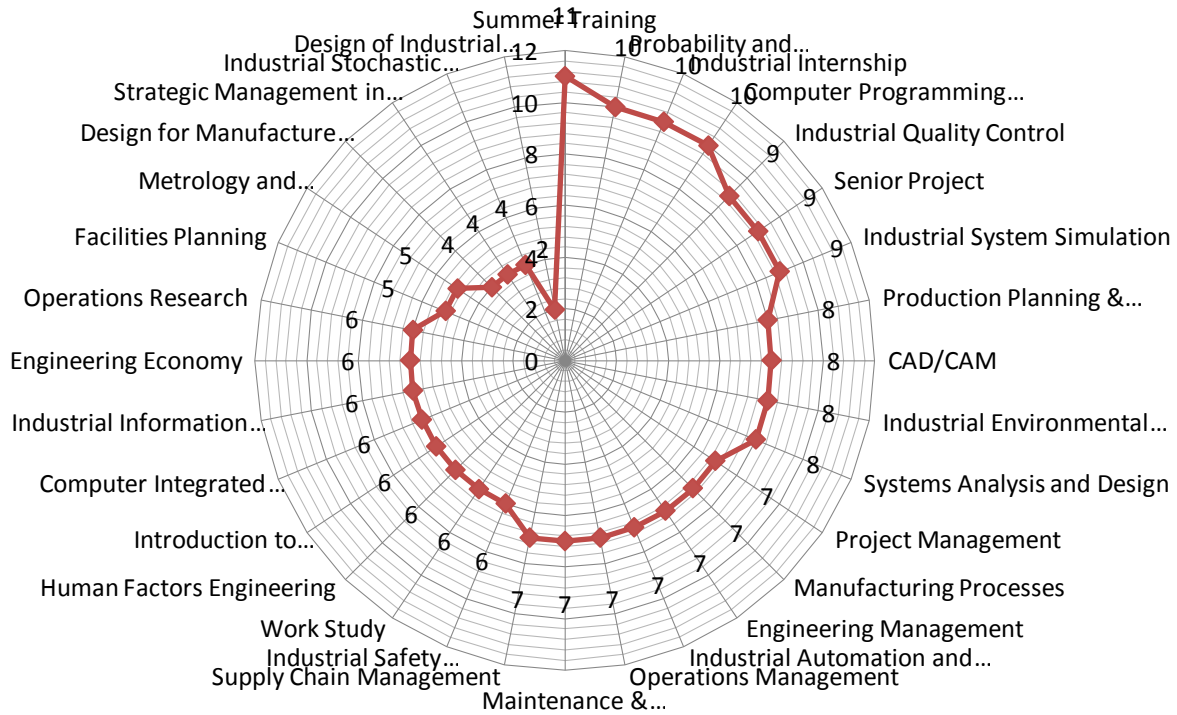 Summer Training
11
Probability and...
10
Industrial Internship
10
Computer Programming...
10
Industrial Quality Control
9
Senior Project
9
Industrial System Simulation
9
Production Planning &...
8
CAD/CAM
8
Industrial Environmental...
8
Systems Analysis and Design
8
Project Management
7
Manufacturing Processes
7
Engineering Management
7
Industrial Automation and...
7
Operations Management
7
Maintenance &...
7
Supply Chain Management
7
Industrial Safety...
6
Work Study
6
Human Factors Engineering
6
Introduction to...
6
Computer Integrated...
6
Industrial Information...
6
Engineering Economy
6
Operations Research
6
Facilities Planning
5
Metrology and...
5
Design for Manufacture...
4
Strategic Management in...
4
Industrial Stochastic...
4
Design of Industrial...
2
12
10
8
6
4
2
0